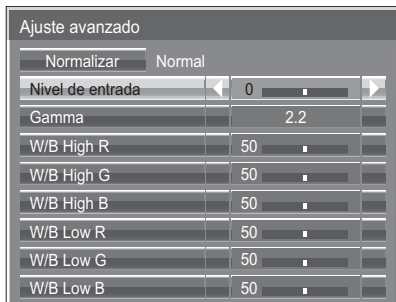 Ajuste avanzado
Normalizar Normal
Nivel de entrada 0
Gamma 2.2
W/B High R 50
W/B High G 50
W/B High B 50
W/B Low R 50
W/B Low G 50
W/B Low B 50